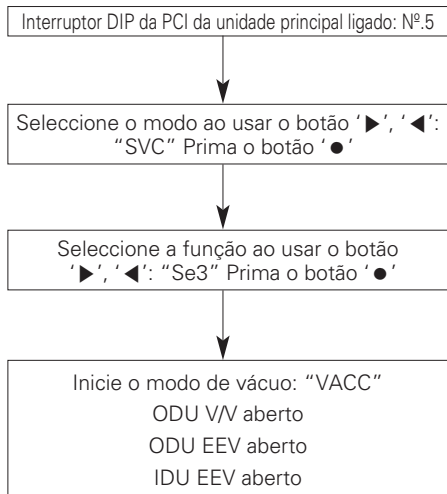 Interruptor DIP da PCI da unidade principal ligado: Nº.5
Seleccione o modo ao usar o botão ‘▶’, ‘◀’:
“SVC” Prima o botão ‘●’
Seleccione a função ao usar o botão
‘▶’, ‘◀’: “Se3” Prima o botão ‘●’
Inicie o modo de vácuo: “VACC”
ODU V/V aberto
ODU EEV aberto
IDU EEV aberto